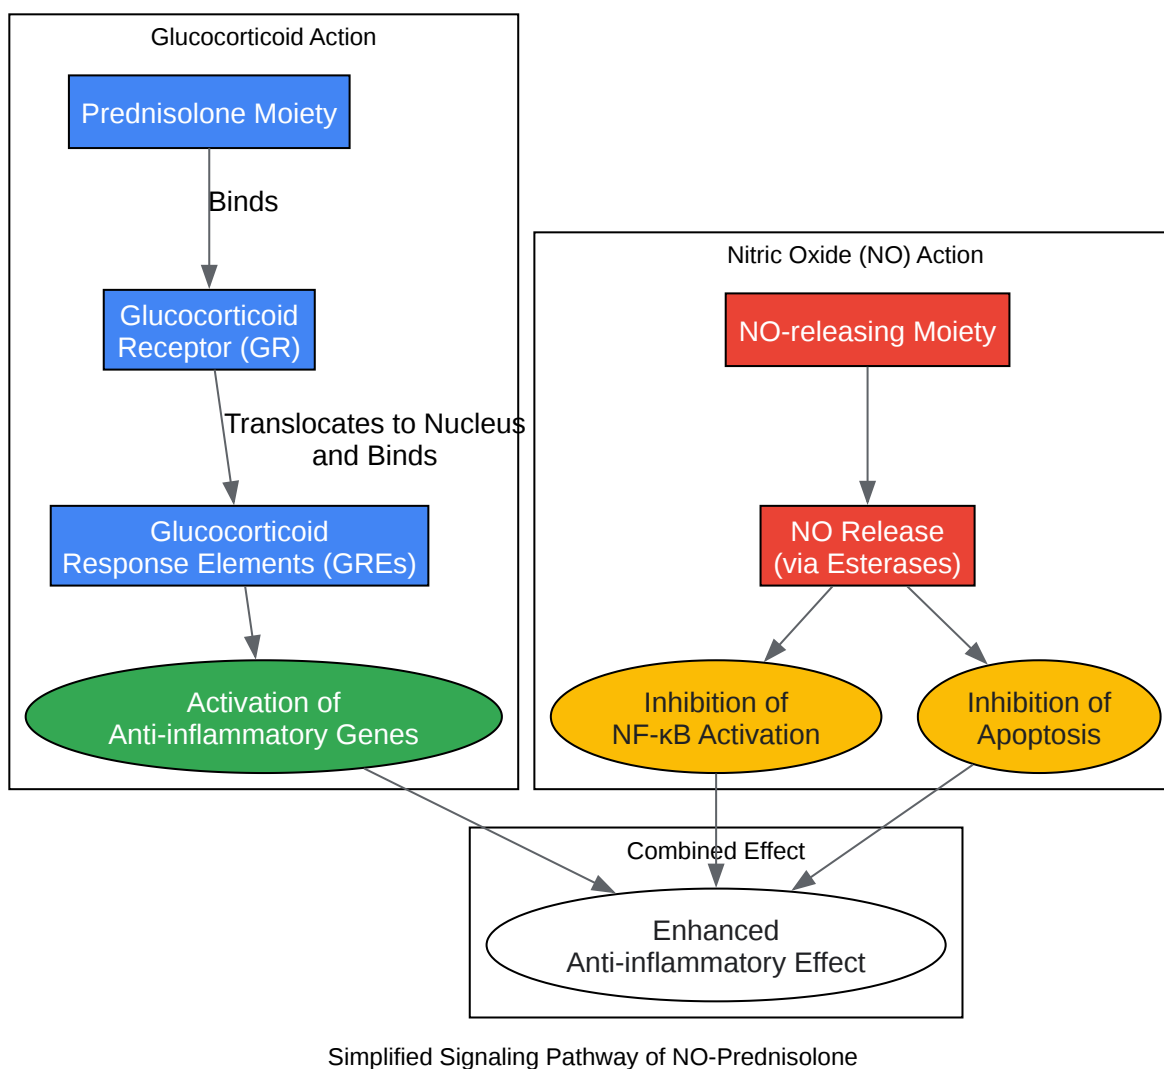 Glucocorticoid Action
Prednisolone Moiety
Binds
Glucocorticoid
Receptor (GR)
Translocates to Nucleus
and Binds
Glucocorticoid
Response Elements (GREs)
Activation of
Anti-inflammatory Genes
Nitric Oxide (NO) Action
NO-releasing Moiety
NO Release
(via Esterases)
Inhibition of
NF-κB Activation
Inhibition of
Apoptosis
Combined Effect
Enhanced
Anti-inflammatory Effect
Simplified Signaling Pathway of NO-Prednisolone